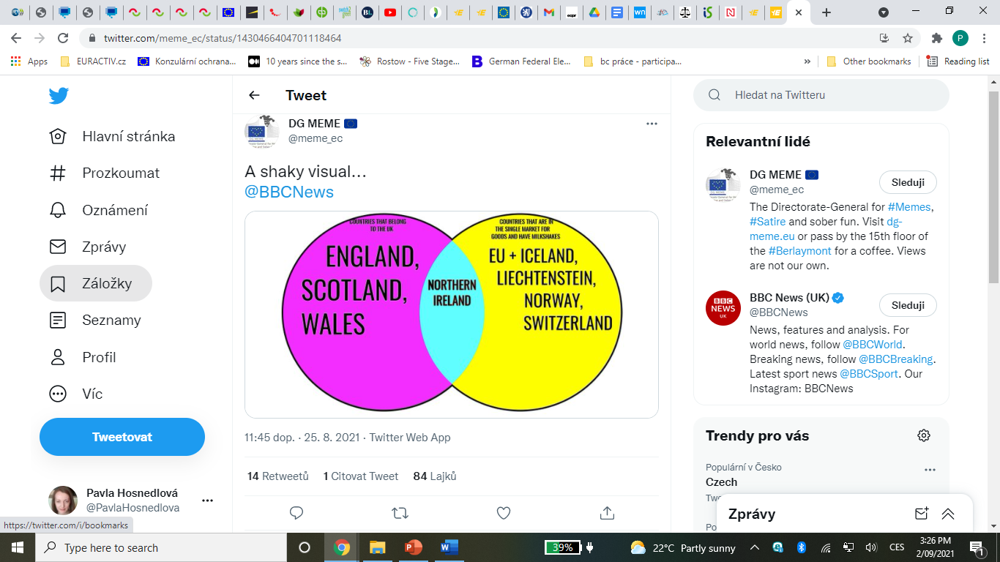 twitter.com/meme_ec/status/1430466404701118464
P
Apps
EURACTIV.cz
Konzulární ochrana...
10 years since the s...
Rostow - Five Stage...
German Federal Ele...
bc práce - participa...
»
Other bookmarks
Reading list
Hlavní stránka
Prozkoumat
Oznámení
Zprávy
Záložky
Seznamy
Profil
Víc
Tweetovat
Pavla Hosnedlová
@PavlaHosnedlova
https://twitter.com/i/bookmarks
Tweet
DG MEME
@meme_ec
A shaky visual...
@BBCNews
COUNTRIES THAT BELONG
TO THE UK
ENGLAND,
SCOTLAND,
WALES
NORTHERN
IRELAND
COUNTRIES THAT ARE IN
THE SINGLE MARKET FOR
GOODS AND HAVE MILKSHAKES
EU + ICELAND,
LIECHTENSTEIN,
NORWAY,
SWITZERLAND
11:45 dop. · 25. 8. 2021 · Twitter Web App
14 Retweetů 1 Citovat Tweet 84 Lajků
Hledat na Twitteru
Relevantní lidé
DG MEME
@meme_ec
Sleduji
The Directorate-General for #Memes,
#Satire and sober fun. Visit dg-
meme.eu or pass by the 15th floor of
the #Berlaymont for a coffee. Views
are not our own.
BBC NEWS UK
BBC News (UK)
@BBCNews
Sleduji
News, features and analysis. For
world news, follow @BBCWorld.
Breaking news, follow @BBCBreaking.
Latest sport news @BBCSport. Our
Instagram: BBCNews
Trendy pro vás
Populární v Česko
Czech
Zprávy
Type here to search
39%
22°C Partly sunny
CES
3:26 PM
2/09/2021
1